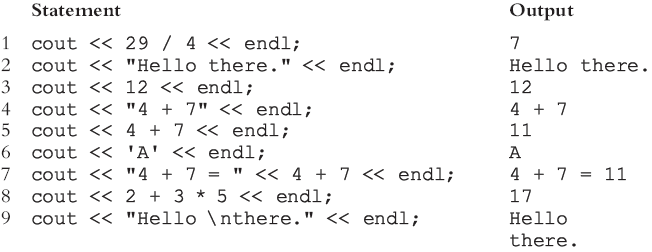 Statement Output
1 cout << 29 / 4 << endl; 7
2 cout << "Hello there." << endl; Hello there.
3 cout << 12 << endl; 12
4 cout << "4 + 7" << endl; 4 + 7
5 cout << 4 + 7 << endl; 11
6 cout << 'A' << endl; A
7 cout << "4 + 7 = " << 4 + 7 << endl; 4 + 7 = 11
8 cout << 2 + 3 * 5 << endl; 17
9 cout << "Hello \nthere." << endl; Hello
there.